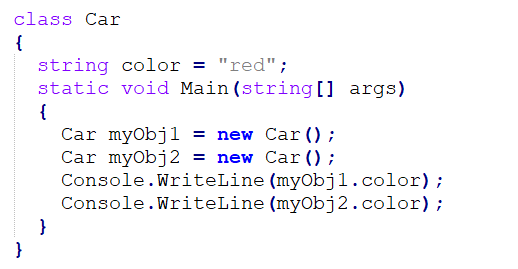 class Car
{
  string color = "red";
  static void Main(string[] args)
  {
    Car myObj1 = new Car();
    Car myObj2 = new Car();
    Console.WriteLine(myObj1.color);
    Console.WriteLine(myObj2.color);
  }
}